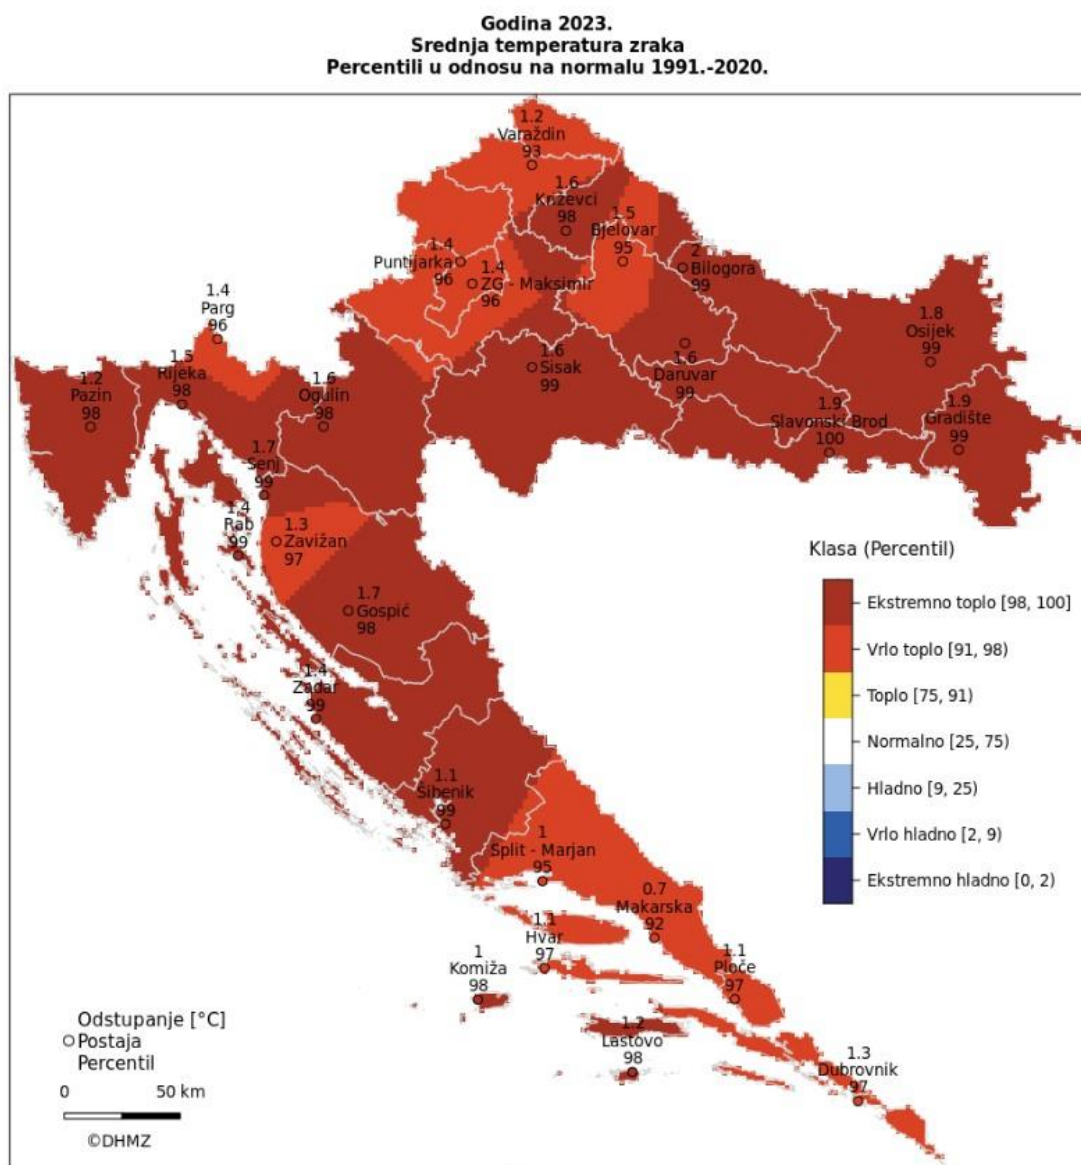 Godina 2023.
Srednja temperatura zraka
Percentili u odnosu na normalu 1991.-2020.
1.2
Varaždin
93
1.6
Križevci
98
1.5
Bjelovar
95
1.4
Puntijarka
96
1.4
ZG - Maksimir
96
2
Bilogora
99
1.4
Parg
96
1.8
Osijek
99
1.2
Pazin
98
1.5
Rijeka
98
1.6
Ogulin
98
1.6
Sisak
99
1.6
Daruvar
99
1.9
Slavonski Brod
100
1.9
Gradište
99
1.7
Senj
99
1.4
Rab
99
1.3
Zavižan
97
1.7
Gospić
98
1.4
Zadar
99
1.1
Šibenik
99
1
Split - Marjan
95
0.7
Makarska
92
1.1
Hvar
97
1
Komiža
98
1.1
Ploče
97
1.2
Lastovo
98
1.3
Dubrovnik
97
Klasa (Percentil)
Ekstremno toplo [98, 100]
Vrlo toplo [91, 98)
Toplo [75, 91)
Normalno [25, 75)
Hladno [9, 25)
Vrlo hladno [2, 9)
Ekstremno hladno [0, 2)
Odstupanje [°C]
Postaja
Percentil
0 50 km
©DHMZ